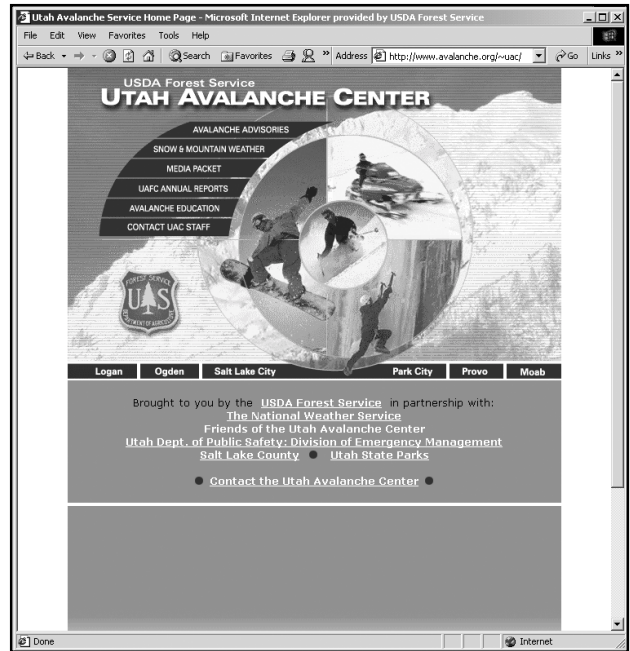 Utah Avalanche Service Home Page - Microsoft Internet Explorer provided by USDA Forest Service
File Edit View Favorites Tools Help
Back Search Favorites » Address http://www.avalanche.org/~uac/ Go Links »
USDA Forest Service
UTAH AVALANCHE CENTER
AVALANCHE ADVISORIES
SNOW & MOUNTAIN WEATHER
MEDIA PACKET
UAFC ANNUAL REPORTS
AVALANCHE EDUCATION
CONTACT UAC STAFF
FOREST SERVICE
U S
DEPARTMENT OF AGRICULTURE
Logan Ogden Salt Lake City Park City Provo Moab
Brought to you by the USDA Forest Service in partnership with:
The National Weather Service
Friends of the Utah Avalanche Center
Utah Dept. of Public Safety: Division of Emergency Management
Salt Lake County ● Utah State Parks
● Contact the Utah Avalanche Center ●
Done Internet